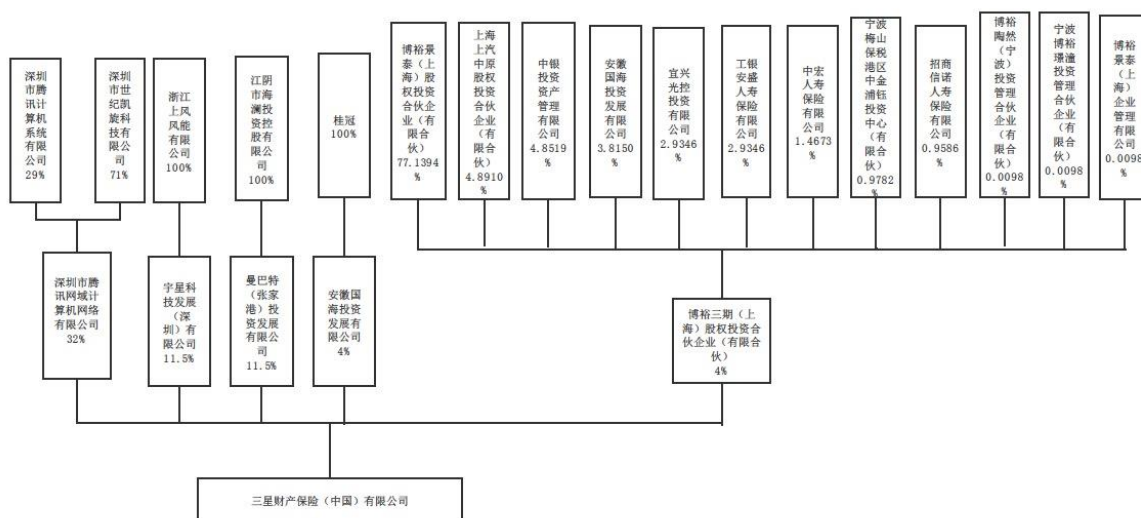 深圳
市腾
讯计
算机
系统
有限
公司
29%
深圳
市世
纪凯
旋科
技有
限公
司
71%
浙江
上风
风能
有限
公司
100%
江阴
市海
澜投
资控
股有
限公
司
100%
桂冠
100%
博裕景
泰（上
海）股
权投资
合伙企
业（有
限合
伙）
77.1394
%
上海
上汽
中原
股权
投资
合伙
企业
（有
限合
伙）
4.8910
%
中银
投资
资产
管理
有限
公司
4.8519
%
安徽
国海
投资
发展
有限
公司
3.8150
%
宜兴
光控
投资
有限
公司
2.9346
%
工银
安盛
人寿
保险
有限
公司
2.9346
%
中宏
人寿
保险
有限
公司
1.4673
%
宁波
梅山
保税
港区
中金
浦钰
投资
中心
（有
限合
伙）
0.9782
%
招商
信诺
人寿
保险
有限
公司
0.9586
%
博裕
陶然
（宁
波）
投资
管理
合伙
企业
（有
限合
伙）
0.0098
%
宁波
博裕
璟潼
投资
管理
合伙
企业
（有
限合
伙）
0.0098
%
博裕
景泰
（上
海）
企业
管理
有限
公司
0.0098
%
深圳市腾
讯网域计
算机网络
有限公司
32%
宇星科
技发展
（深
圳）有
限公司
11.5%
曼巴特
（张家
港）投
资发展
有限公
司
11.5%
安徽国
海投资
发展有
限公司
4%
博裕三期（上
海）股权投资合
伙企业（有限合
伙）
4%
三星财产保险（中国）有限公司